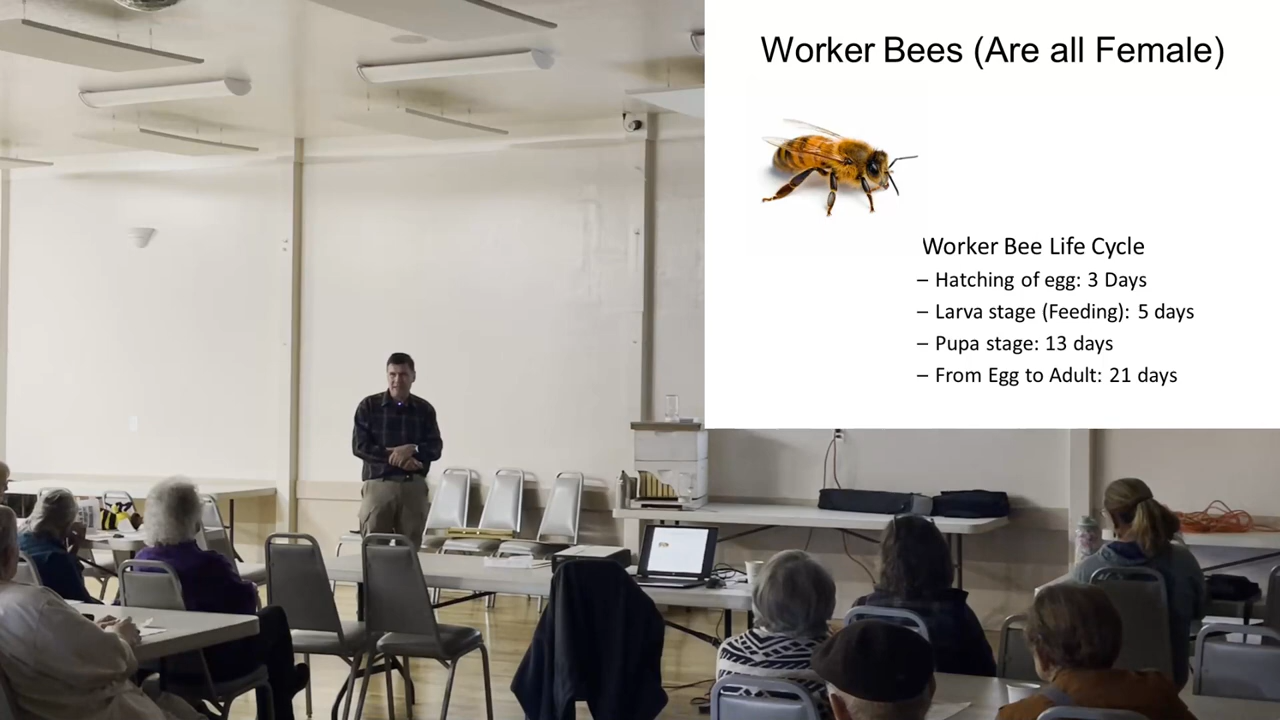 Worker Bees (Are all Female)
Worker Bee Life Cycle
– Hatching of egg: 3 Days
– Larva stage (Feeding): 5 days
– Pupa stage: 13 days
– From Egg to Adult: 21 days